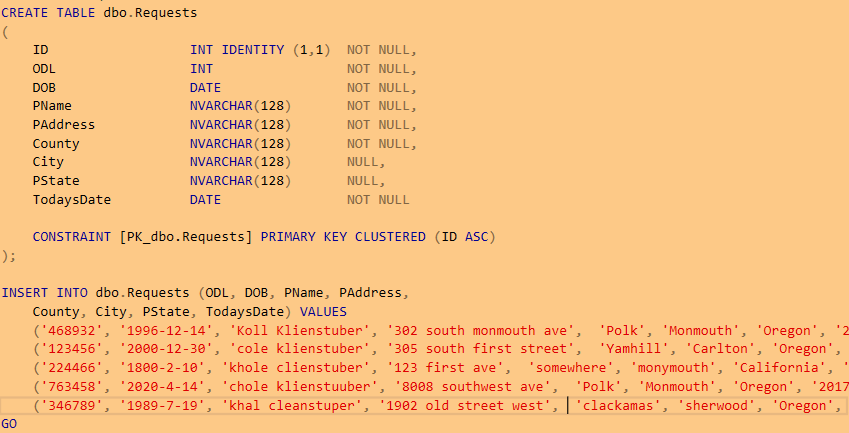 CREATE TABLE dbo.Requests
(
ID INT IDENTITY (1,1) NOT NULL,
ODL INT NOT NULL,
DOB DATE NOT NULL,
PName NVARCHAR(128) NOT NULL,
PAddress NVARCHAR(128) NOT NULL,
County NVARCHAR(128) NOT NULL,
City NVARCHAR(128) NULL,
PState NVARCHAR(128) NULL,
TodaysDate DATE NOT NULL
CONSTRAINT [PK_dbo.Requests] PRIMARY KEY CLUSTERED (ID ASC)
);
INSERT INTO dbo.Requests (ODL, DOB, PName, PAddress,
County, City, PState, TodaysDate) VALUES
('468932', '1996-12-14', 'Koll Klienstuber', '302 south monmouth ave', 'Polk', 'Monmouth', 'Oregon', '2
('123456', '2000-12-30', 'cole klienstuber', '305 south first street', 'Yamhill', 'Carlton', 'Oregon',
('224466', '1800-2-10', 'khole clienstuber', '123 first ave', 'somewhere', 'monymouth', 'California', '
('763458', '2020-4-14', 'chole klienstuuber', '8008 southwest ave', 'Polk', 'Monmouth', 'Oregon', '2017
('346789', '1989-7-19', 'khal cleanstuper', '1902 old street west', 'clackamas', 'sherwood', 'Oregon',
GO